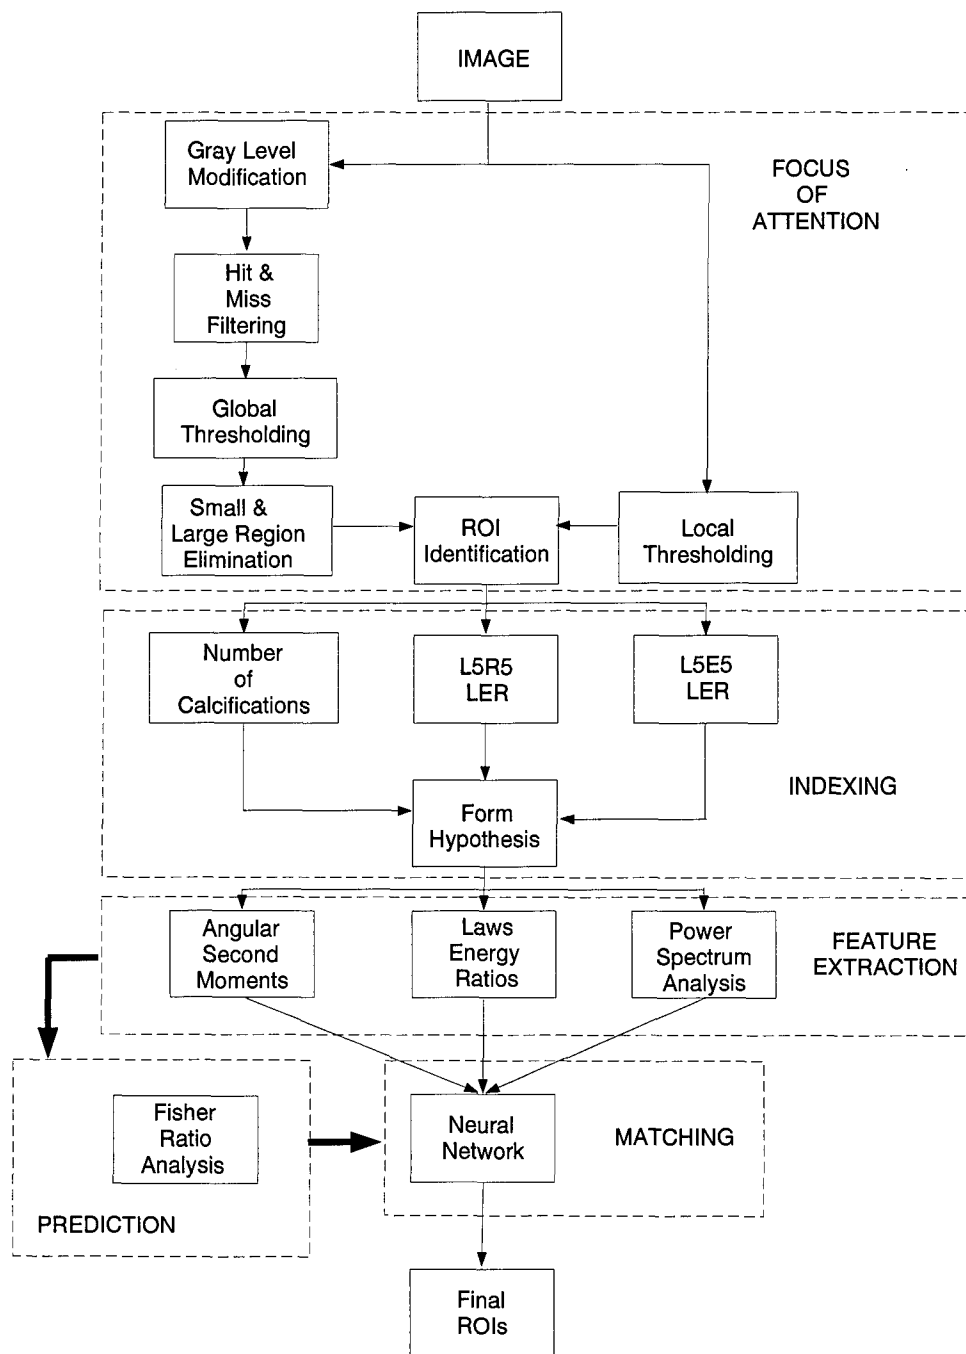 IMAGE
Gray Level
Modification
FOCUS
OF
ATTENTION
Hit &
Miss
Filtering
Global
Thresholding
Small &
Large Region
Elimination
ROI
Identification
Local
Thresholding
Number
of
Calcifications
L5R5
LER
L5E5
LER
INDEXING
Form
Hypothesis
Angular
Second
Moments
Laws
Energy
Ratios
Power
Spectrum
Analysis
FEATURE
EXTRACTION
Fisher
Ratio
Analysis
PREDICTION
Neural
Network
MATCHING
Final
ROIs